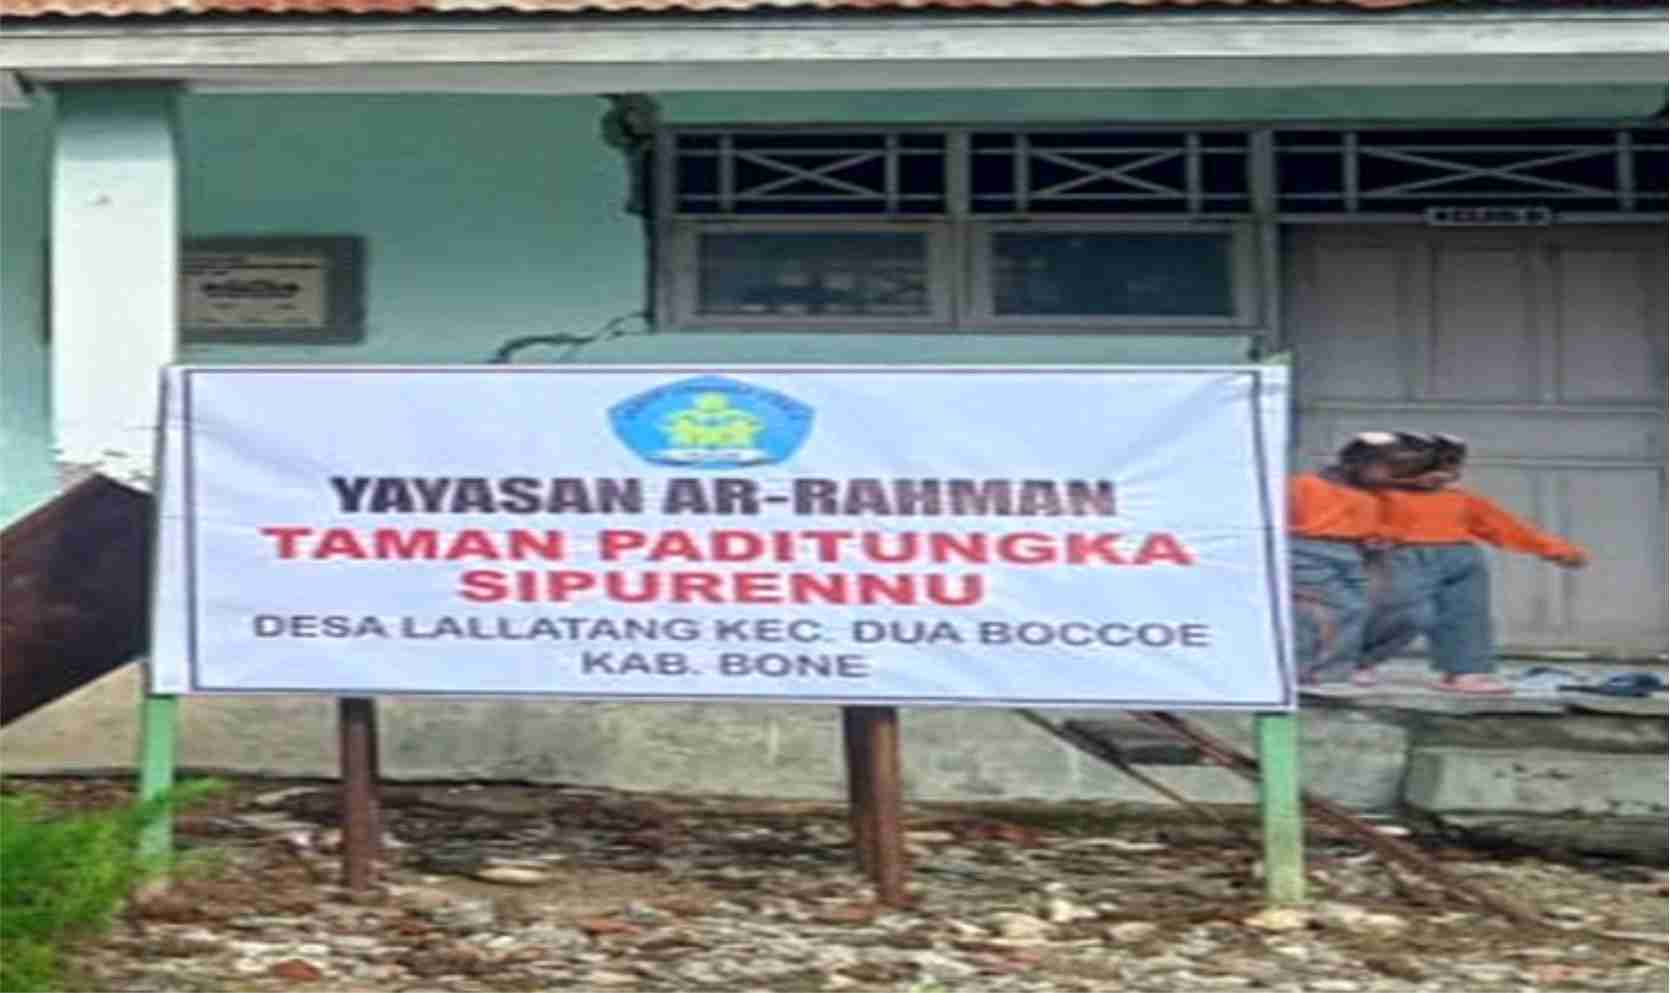 YAYASAN AR-RAHMAN
TAMAN PADITUNGKA
SIPURENNU
DESA LALLATANG KEC. DUA BOCCOE
KAB. BONE